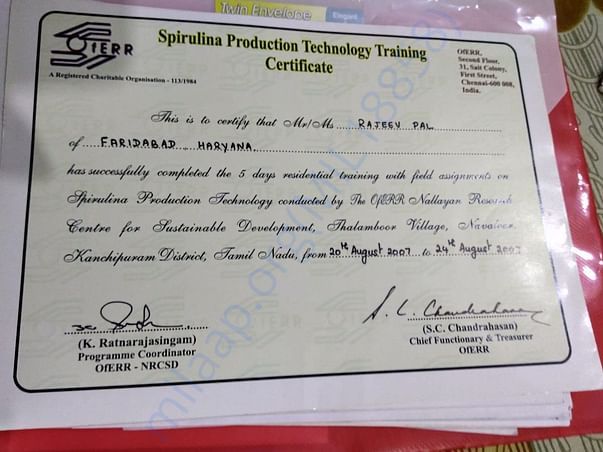 Twin Envelope
Elegant
OfERR
A Registered Charitable Organisation - 113/1984
Spirulina Production Technology Training
Certificate
OfERR,
Second Floor,
31, Sait Colony,
First Street,
Chennai-600 008,
India.
This is to certify that Mr/Ms RAJEEV PAL
of FARIDABAD HARYANA
has successfully completed the 5 days residential training with field assignments on
Spirulina Production Technology conducted by The OfERR Nallayan Research
Centre for Sustainable Development, Thalamboor Village, Navaloor,
Kanchipuram District, Tamil Nadu, from 20th August 2007 to 24th August 2007
(K. Ratnarajasingam)
Programme Coordinator
OfERR - NRCSD
S. C. Chandrahasan
(S.C. Chandrahasan)
Chief Functionary & Treasurer
OfERR